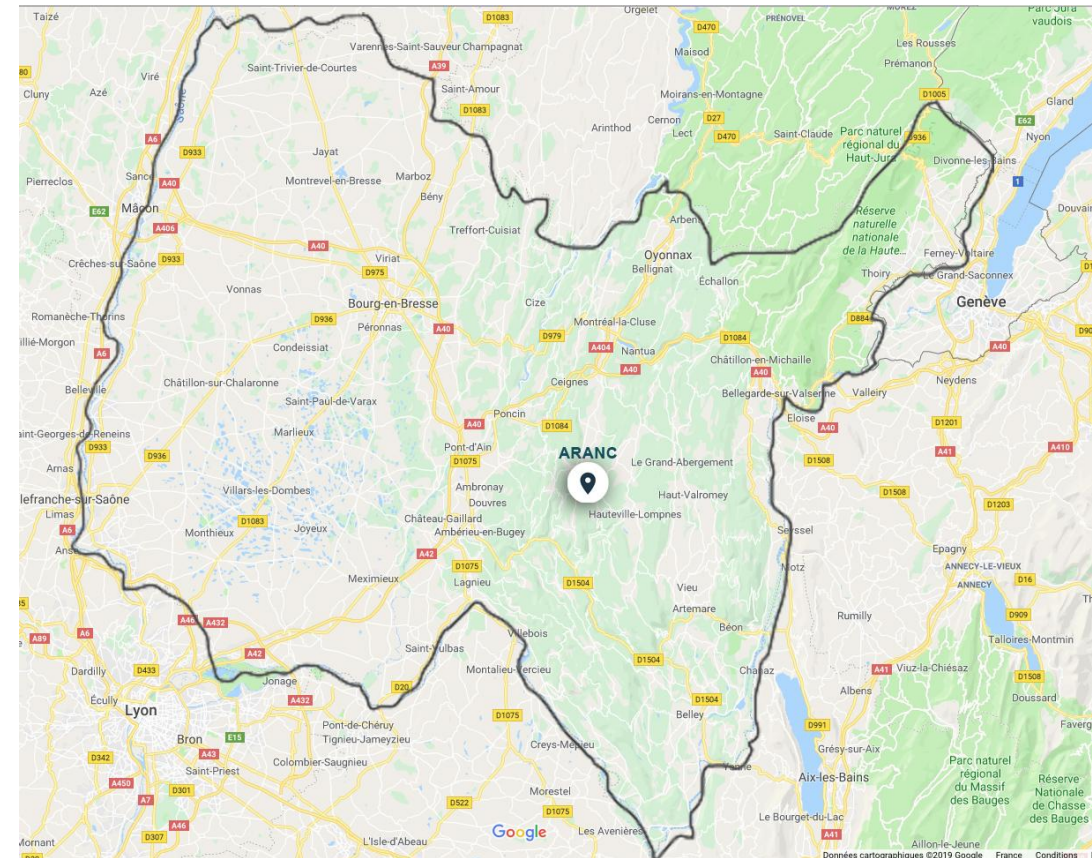 Taizé
D1083
Orgelet
D470
PRÉNOVEL
MOREZ
Parc Jura
vaudois
Varennes-Saint-Sauveur
Champagnat
Maisod
Les Rousses
Saint-Trivier-de-Courtes
A39
Prémanon
Viré
Cluny
Azé
Saône
Saint-Amour
Moirans-en-Montagne
D1005
Gland
D1083
Cernon
D27
E62
Arinthod
Lect
D470
Saint-Claude
Parc naturel
régional du
Haut-Jura
D936
Nyon
A6
D933
Jayat
Divonne-les-Bains
Pierreclos
Sancé
A40
Montrevel-en-Bresse
Marboz
Bény
1
E62
Mâcon
A406
Arbent
Réserve
naturelle
nationale
de la Haute...
Douvain
Treffort-Cuisiat
A40
Crêches-sur-Saône
D933
Viriat
Oyonnax
Bellignat
Ferney-Voltaire
D975
Échallon
Thoiry
Le Grand-Saconnex
Vonnas
Bourg-en-Bresse
Cize
Genève
Romanèche-Thorins
D936
Péronnas
A40
Montréal-la-Cluse
D884
D979
D1084
A404
Condeissiat
Nantua
A40
Châtillon-en-Michaille
A40
A6
Belleville
Châtillon-sur-Chalaronne
Ceignes
A40
Neydens
Saint-Paul-de-Varax
Bellegarde-sur-Valserine
Valleiry
Poncin
Eloise
A40
D1201
A40
D1084
Marlieux
Saint-Georges-de-Reneins
D933
D936
Pont-d'Ain
A41
A410
D1075
ARANC
Le Grand-Abergement
D1508
Arnas
Ambronay
Villefranche-sur-Saône
Villars-les-Dombes
Douvres
Haut-Valromey
D1508
D1203
Limas
D1083
Joyeux
Château-Gaillard
Hauteville-Lompnes
Monthieux
Ambérieu-en-Bugey
Seyssel
A6
Anse
A42
Epagny
D1075
Motz
ANNECY-LE-VIEUX
Meximieux
Lagnieu
D1504
Vieu
ANNECY
D16
Artemare
Rumilly
D909
A46
A432
Béon
A89
A6
Villebois
Talloires-Montmin
A42
Saint-Vulbas
D1504
Dardilly
D433
Montalieu-Vercieu
Chanaz
A41
Viuz-la-Chiésaz
Jonage
D20
D1508
Écully
A432
D1504
Albens
Doussard
Lyon
D1075
Belley
Pont-de-Chéruy
D991
Bron
E15
Tignieu-Jameyzieu
Creys-Mépieu
Grésy-sur-Aix
D342
A43
Colombier-Saugnieu
Parc naturel
régional
du Massif
des Bauges
Saint-Priest
Yenne
Aix-les-Bains
A450
D301
Morestel
Réserve
Nationale
de Chasse
des Bauges
A7
D522
D1075
A46
Le Bourget-du-Lac
D307
Google
Les Avenières
A41
L'Isle-d'Abeau
Aillon-le-Jeune
Données cartographiques ©2019 Google France Conditions